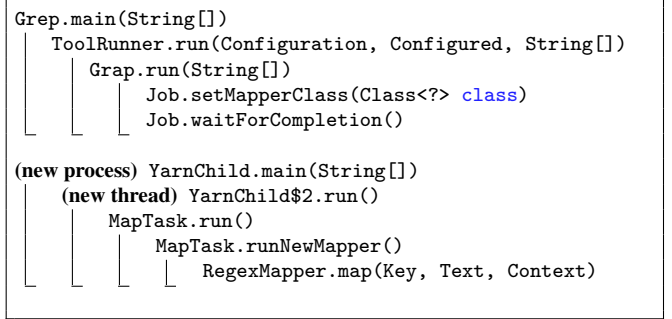 Grep.main(String[])
ToolRunner.run(Configuration, Configured, String[])
Grap.run(String[])
Job.setMapperClass(Class<?> class)
Job.waitForCompletion()
(new process) YarnChild.main(String[])
(new thread) YarnChild$2.run()
MapTask.run()
MapTask.runNewMapper()
RegexMapper.map(Key, Text, Context)